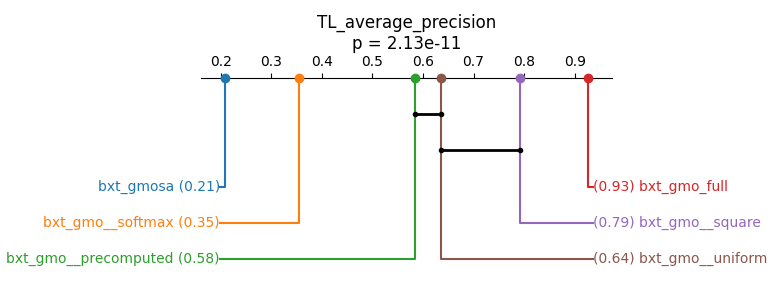 TL_average_precision
p = 2.13e-11
0.2 0.3 0.4 0.5 0.6 0.7 0.8 0.9
bxt_gmosa (0.21) (0.93) bxt_gmo_full
bxt_gmo__softmax (0.35) (0.79) bxt_gmo__square
bxt_gmo__precomputed (0.58) (0.64) bxt_gmo__uniform